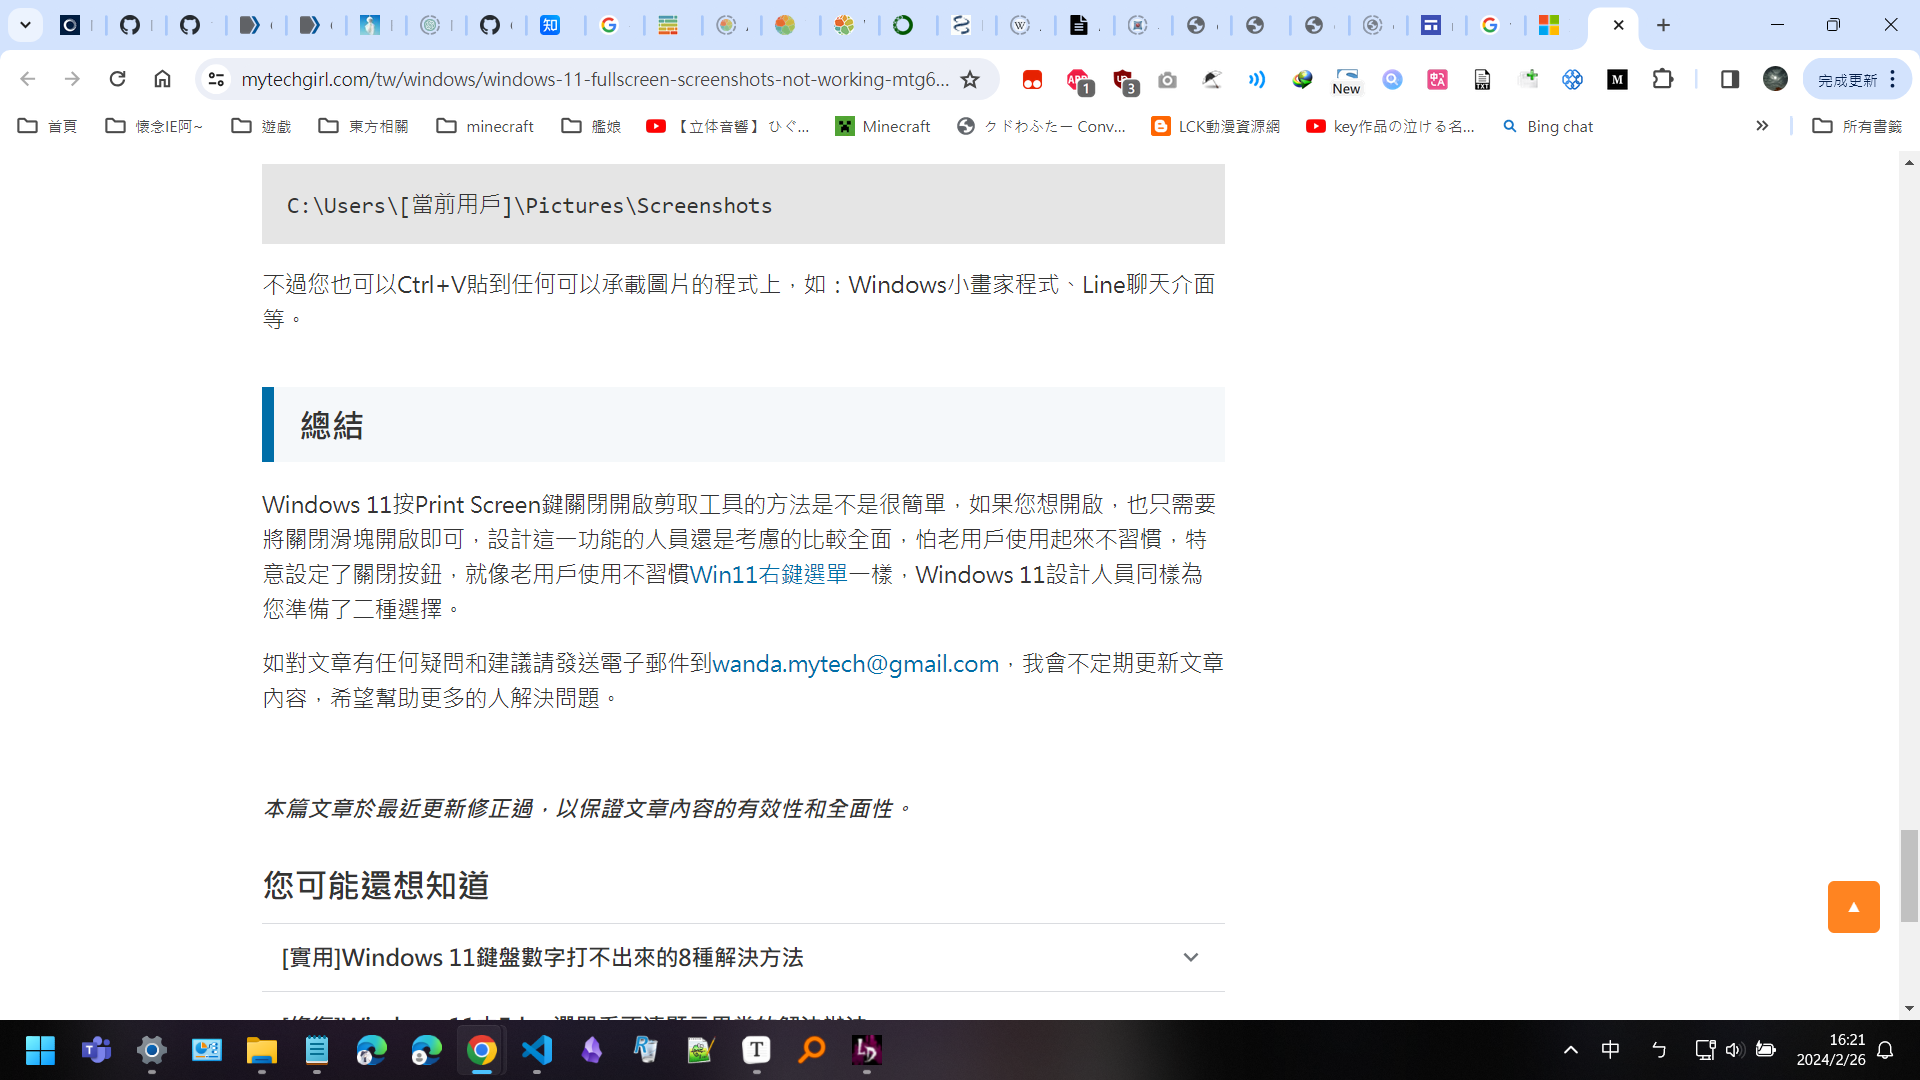 mytechgirl.com/tw/windows/windows-11-fullscreen-screenshots-not-working-mtg6...
1
3
New
完成更新
首頁
懷念IE阿~
遊戲
東方相關
minecraft
艦娘
【立体音響】ひぐ...
Minecraft
クドわふたー Conv...
LCK動漫資源網
key作品の泣ける名...
Bing chat
所有書籤
C:\Users\[當前用戶]\Pictures\Screenshots
不過您也可以Ctrl+V貼到任何可以承載圖片的程式上，如：Windows小畫家程式、Line聊天介面
等。
總結
Windows 11按Print Screen鍵關閉開啟剪取工具的方法是不是很簡單，如果您想開啟，也只需要
將關閉滑塊開啟即可，設計這一功能的人員還是考慮的比較全面，怕老用戶使用起來不習慣，特
意設定了關閉按鈕，就像老用戶使用不習慣Win11右鍵選單一樣，Windows 11設計人員同樣為
您準備了二種選擇。
如對文章有任何疑問和建議請發送電子郵件到wanda.mytech@gmail.com，我會不定期更新文章
內容，希望幫助更多的人解決問題。
本篇文章於最近更新修正過，以保證文章內容的有效性和全面性。
您可能還想知道
[實用]Windows 11鍵盤數字打不出來的8種解決方法
中
ㄅ
16:21
2024/2/26